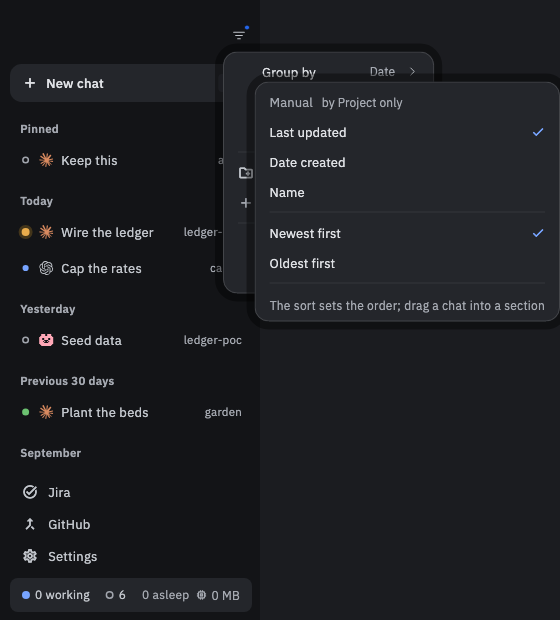 New chat
Pinned
Keep this
Today
Wire the ledger ledger-
Cap the rates
Yesterday
Seed data ledger-poc
Previous 30 days
Plant the beds garden
September
Jira
GitHub
Settings
0 working 6 0 asleep 0 MB
Group by Date
Manual by Project only
Last updated
Date created
Name
Newest first
Oldest first
The sort sets the order; drag a chat into a section